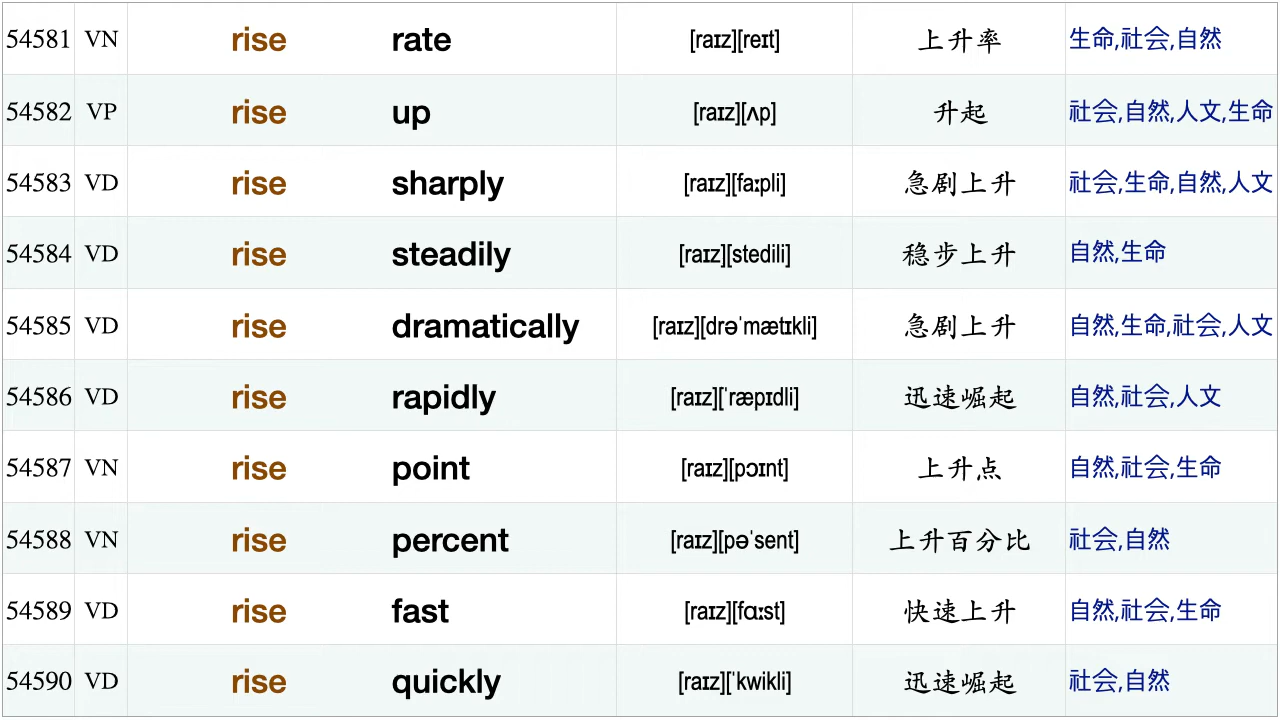 54581 VN rise rate [raɪz][reɪt] 上升率 生命,社会,自然
54582 VP rise up [raɪz][ʌp] 升起 社会,自然,人文,生命
54583 VD rise sharply [raɪz][faːpli] 急剧上升 社会,生命,自然,人文
54584 VD rise steadily [raɪz][stedili] 稳步上升 自然,生命
54585 VD rise dramatically [raɪz][drəˈmætɪkli] 急剧上升 自然,生命,社会,人文
54586 VD rise rapidly [raɪz][ˈræpɪdli] 迅速崛起 自然,社会,人文
54587 VN rise point [raɪz][pɔɪnt] 上升点 自然,社会,生命
54588 VN rise percent [raɪz][pəˈsent] 上升百分比 社会,自然
54589 VD rise fast [raɪz][fɑːst] 快速上升 自然,社会,生命
54590 VD rise quickly [raɪz][ˈkwikli] 迅速崛起 社会,自然